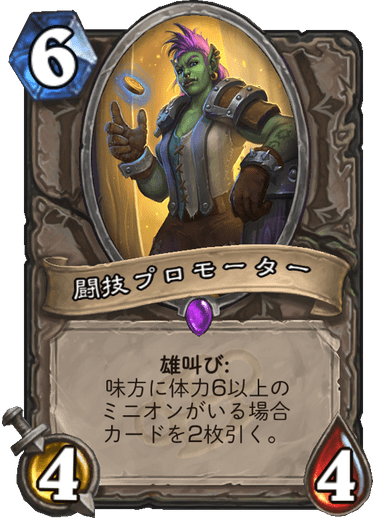 6
闘技プロモーター
雄叫び:
味方に体力6以上の
ミニオンがいる場合
カードを2枚引く。
4
4